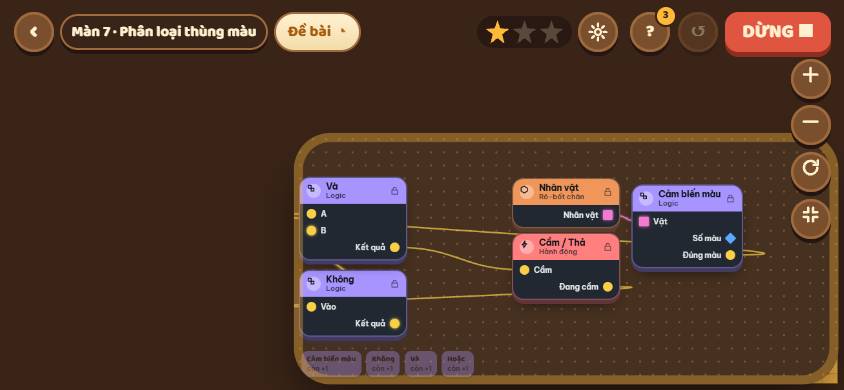 Màn 7 · Phân loại thùng màu
Đề bài
3
?
DỪNG
Và
Logic
A
B
Kết quả
Không
Logic
Vào
Kết quả
Nhân vật
Rô-bốt chân
Nhân vật
Cầm / Thả
Hành động
Cầm
Đang cầm
Cảm biến màu
Logic
Vật
Số màu
Đúng màu
Cảm biến màu
còn +1
Không
còn +1
Và
còn +1
Hoặc
còn +1